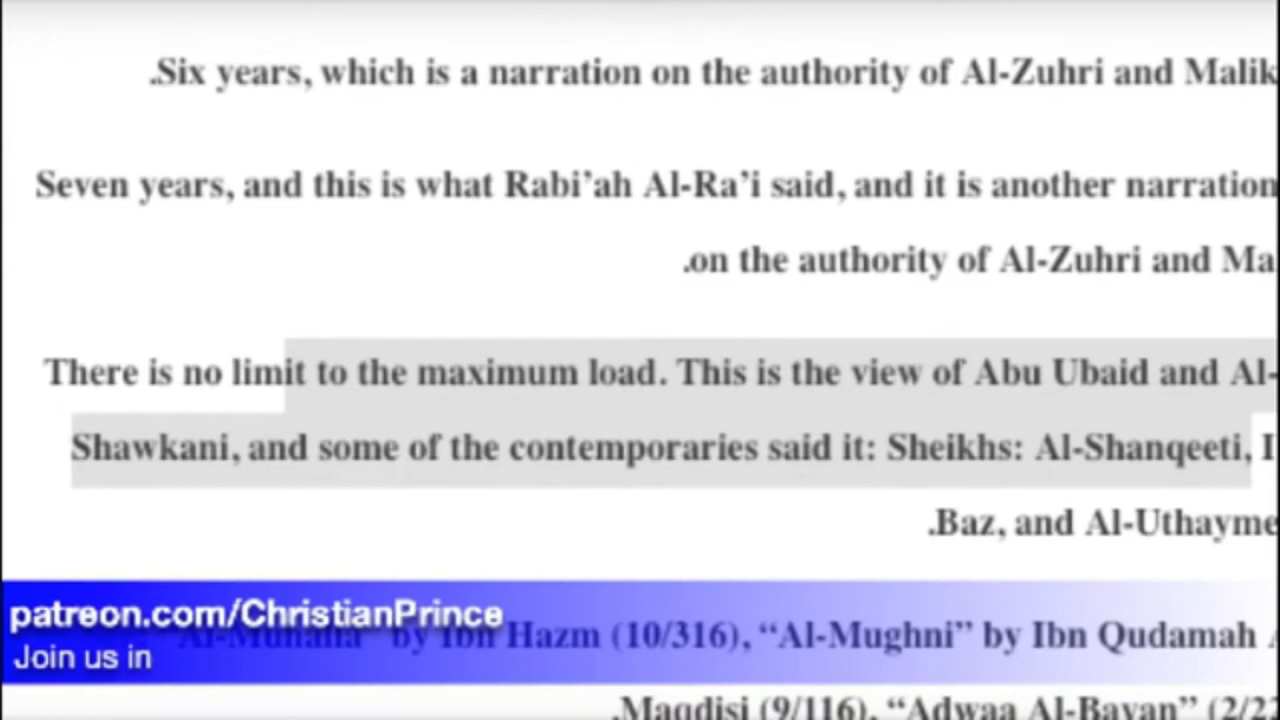 .Six years, which is a narration on the authority of Al-Zuhri and Malik
Seven years, and this is what Rabi’ah Al-Ra’i said, and it is another narration
.on the authority of Al-Zuhri and Ma
There is no limit to the maximum load. This is the view of Abu Ubaid and Al-
Shawkani, and some of the contemporaries said it: Sheikhs: Al-Shanqeeti, I
.Baz, and Al-Uthayme
patreon.com/ChristianPrince
“Al-Muhalla” by Ibn Hazm (10/316), “Al-Mughni” by Ibn Qudamah
Join us in
.Maqdisi (9/116), “Adwaa Al-Bayan” (2/22